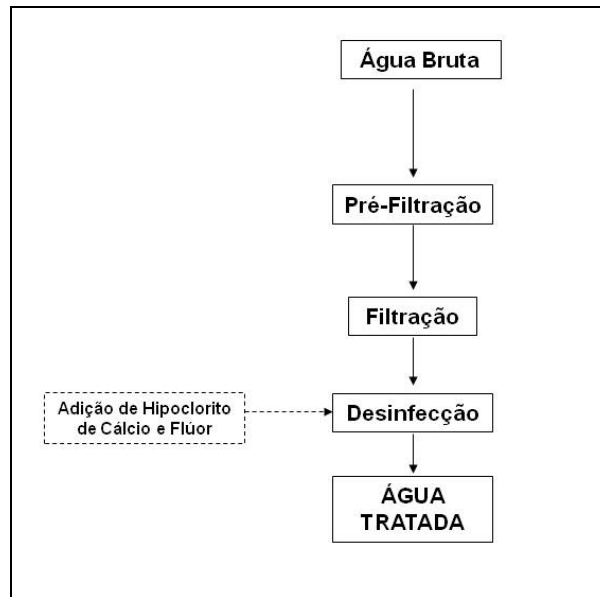 Água Bruta
Pré-Filtração
Filtração
Adição de Hipoclorito
de Cálcio e Flúor
Desinfecção
ÁGUA
TRATADA